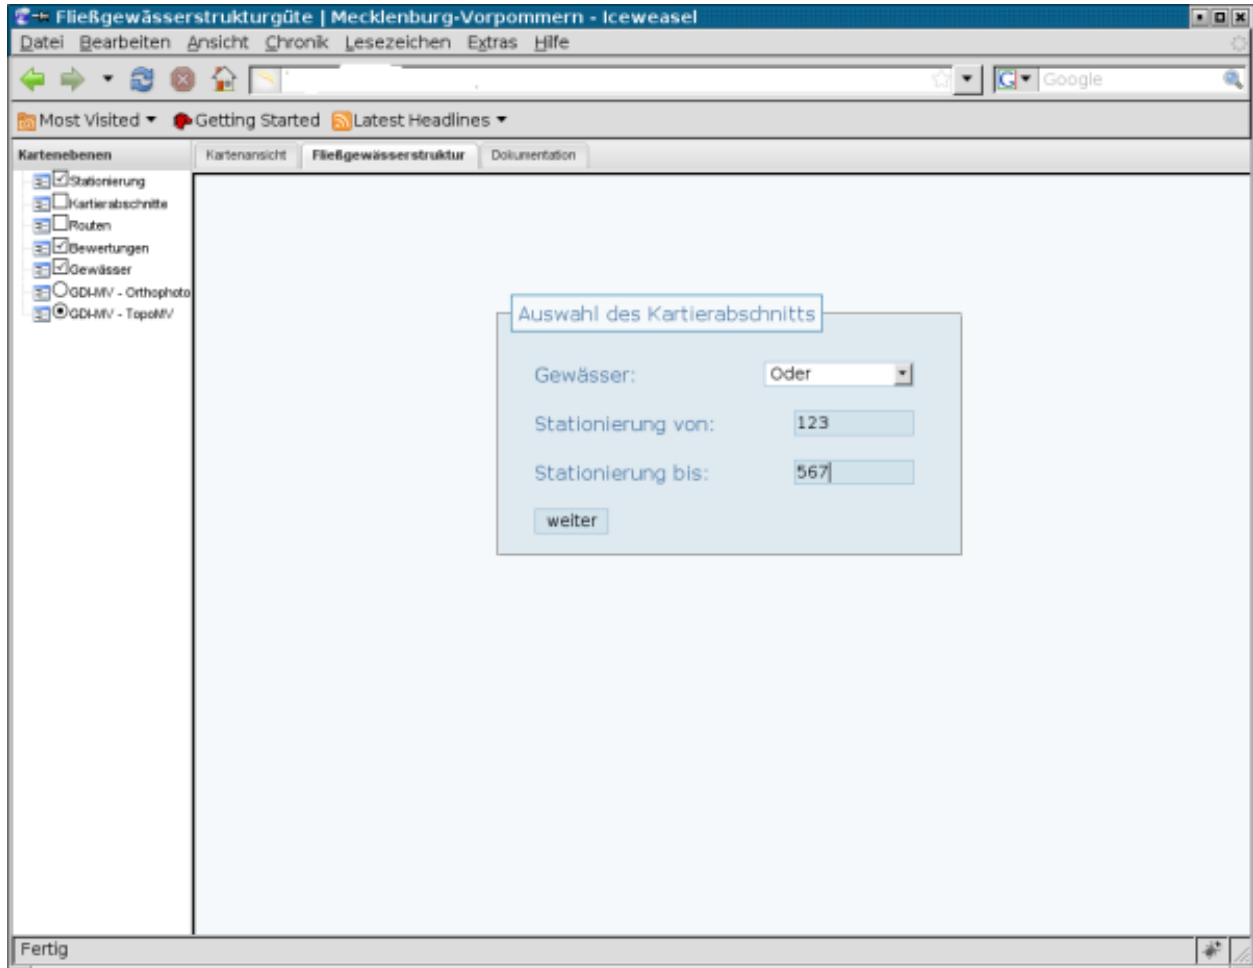 Fließgewässerstrukturgüte | Mecklenburg-Vorpommern - Iceweasel
Datei Bearbeiten Ansicht Chronik Lesezeichen Extras Hilfe
Google
Most Visited Getting Started Latest Headlines
Kartenebenen
Kartenansicht Fließgewässerstruktur Dokumentation
Stationierung
Kartierabschnitte
Routen
Bewertungen
Gewässer
GDI-MV - Orthophoto
GDI-MV - TopoMV
Auswahl des Kartierabschnitts
Gewässer: Oder
Stationierung von: 123
Stationierung bis: 567
weiter
Fertig